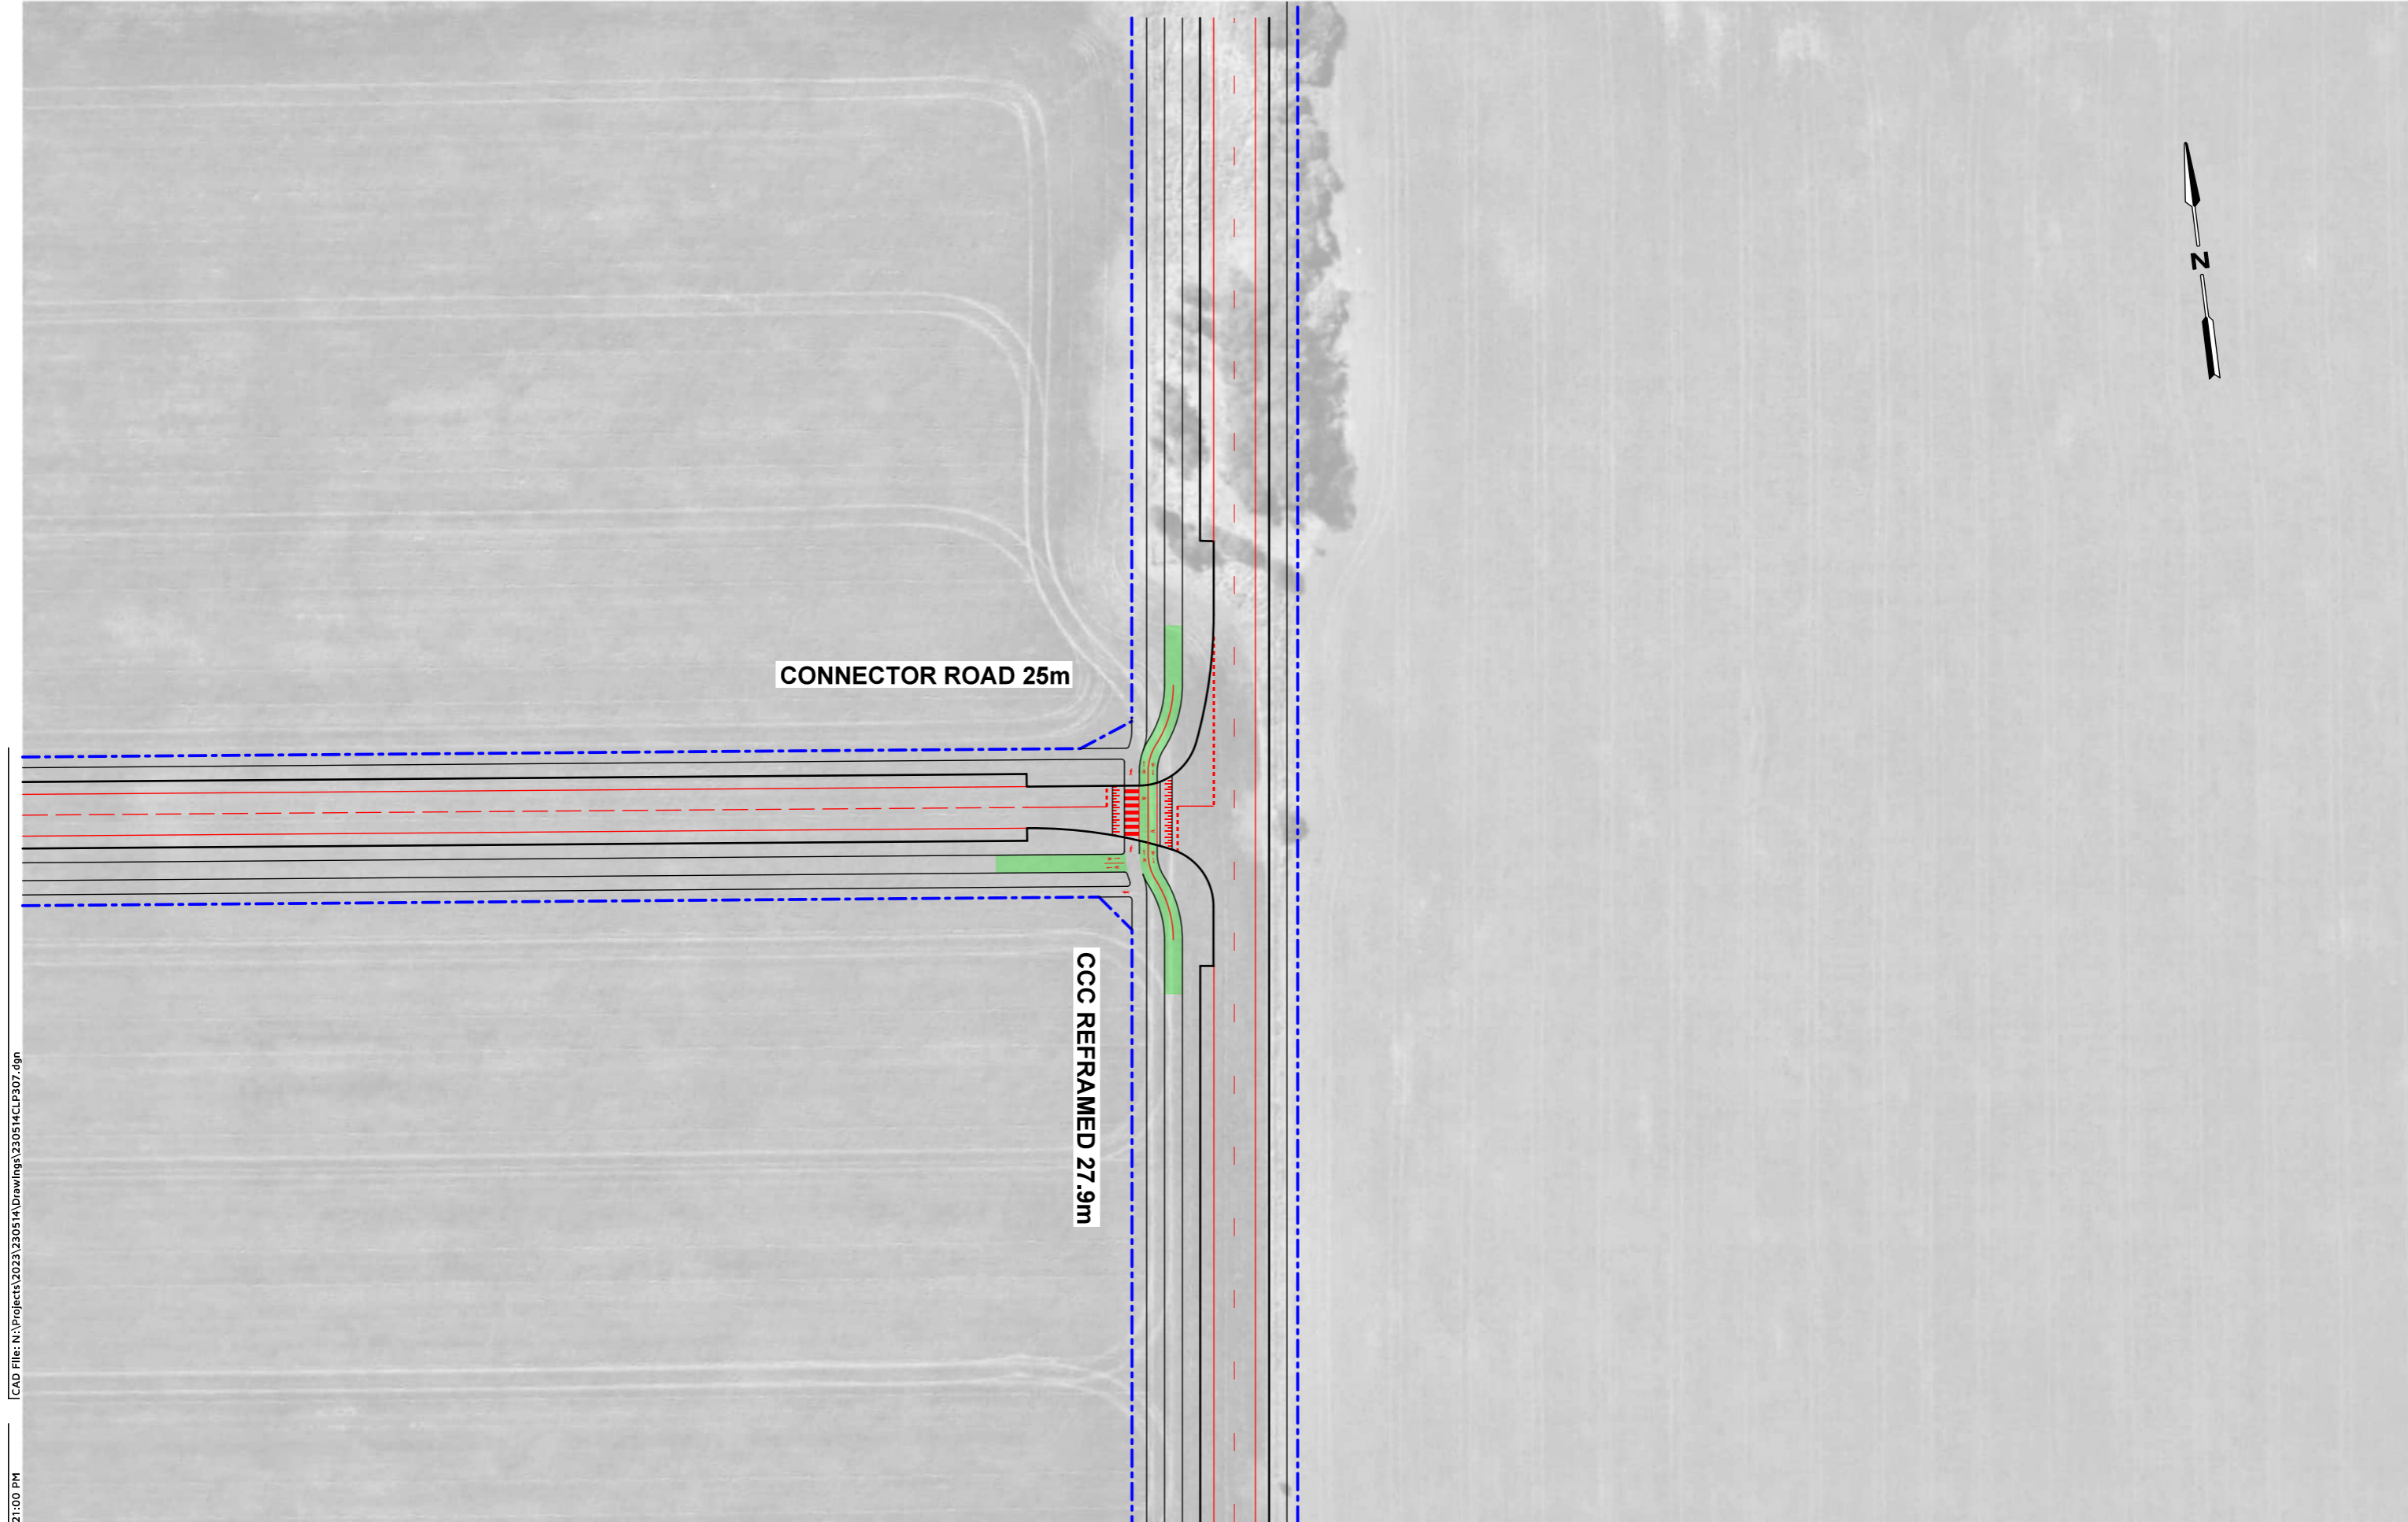 N
CONNECTOR ROAD 25m
CCC REFRAMED 27.9m
CAD File: N:\Projects\2023\230514\Drawings\230514CLP307.dgn
21:00 PM